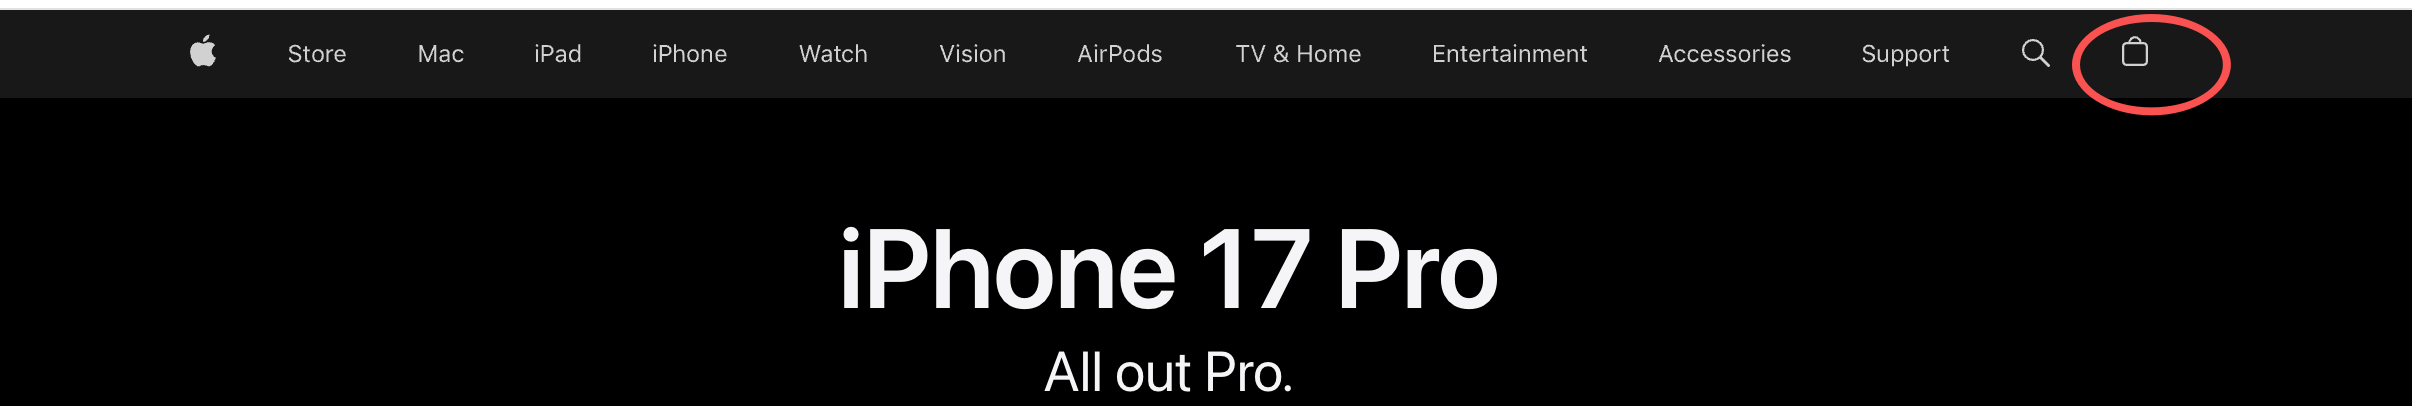 Store Mac iPad iPhone Watch Vision AirPods TV & Home Entertainment Accessories Support
iPhone 17 Pro
All out Pro.